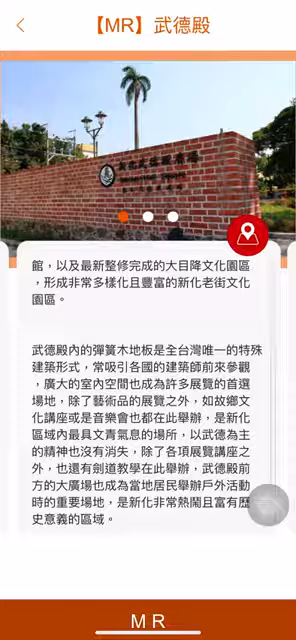 【MR】武德殿
館，以及最新整修完成的大目降文化園區
，形成非常多樣化且豐富的新化老街文化
園區。
武德殿內的彈簧木地板是全台灣唯一的特殊
建築形式，常吸引各國的建築師前來參觀
，廣大的室內空間也成為許多展覽的首選
場地，除了藝術品的展覽之外，如故鄉文
化講座或是音樂會也都在此舉辦，是新化
區域內最具文青氣息的場所，以武德為主
的精神也沒有消失，除了各項展覽講座之
外，也還有劍道教學在此舉辦，武德殿前
方的大廣場也成為當地居民舉辦戶外活動
時的重要場地，是新化非常熱鬧且富有歷
史意義的區域。
MR